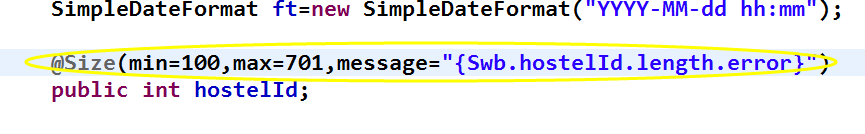 SimpleDateFormat ft=new SimpleDateFormat("YYYY-MM-dd hh:mm");
@Size(min=100,max=701,message="{Swb.hostelId.length.error}")
public int hostelId;